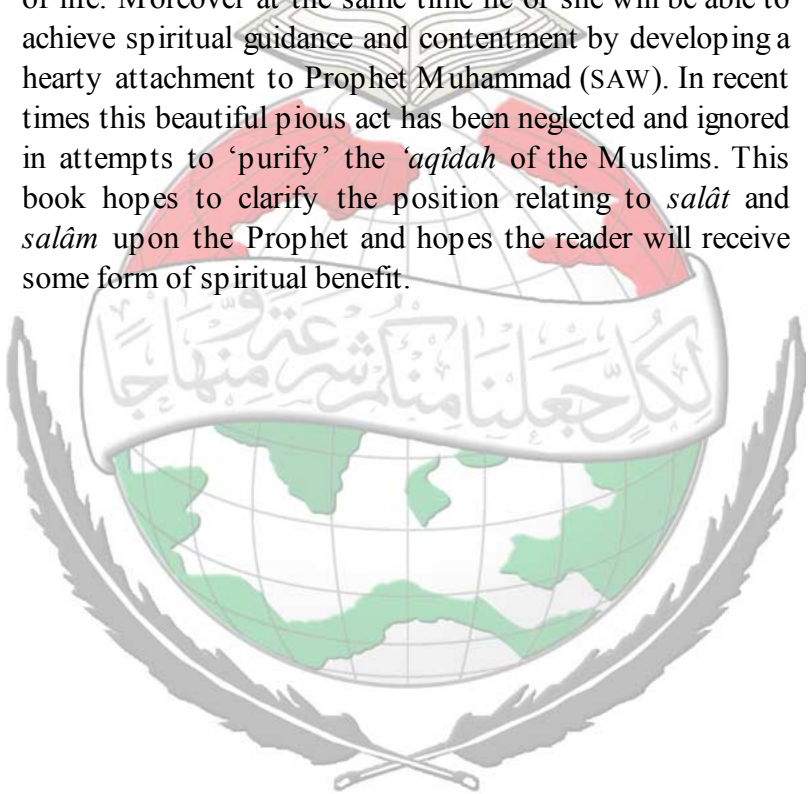 of life. Moreover at the same time he or she will be able to
achieve spiritual guidance and contentment by developing a
hearty attachment to Prophet Muhammad (SAW). In recent
times this beautiful pious act has been neglected and ignored
in attempts to ‘purify’ the ‘aqîdah of the Muslims. This
book hopes to clarify the position relating to salât and
salâm upon the Prophet and hopes the reader will receive
some form of spiritual benefit.
لِكُلٍّ جَعَلْنَا مِنكُمْ شِرْعَةً وَمِنْهَاجًا